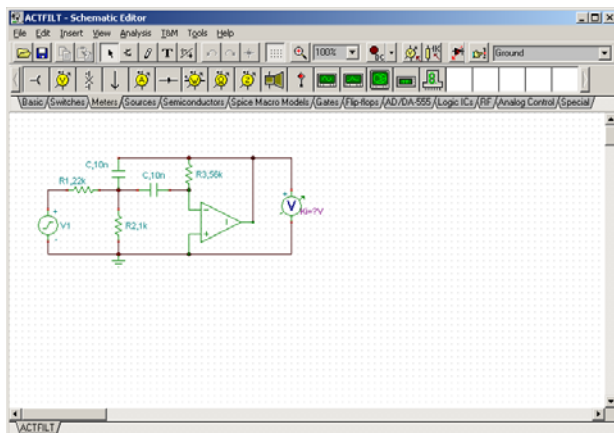 ACTFILT - Schematic Editor
File Edit Insert View Analysis T&M Tools Help
100% DC Ground
Basic Switches Meters Sources Semiconductors Spice Macro Models Gates Flip-flops AD/DA-555 Logic ICs RF Analog Control Special
C,10n
C,10n R3,56k
R1,22k
V
V1 R2,1k
ACTFILT